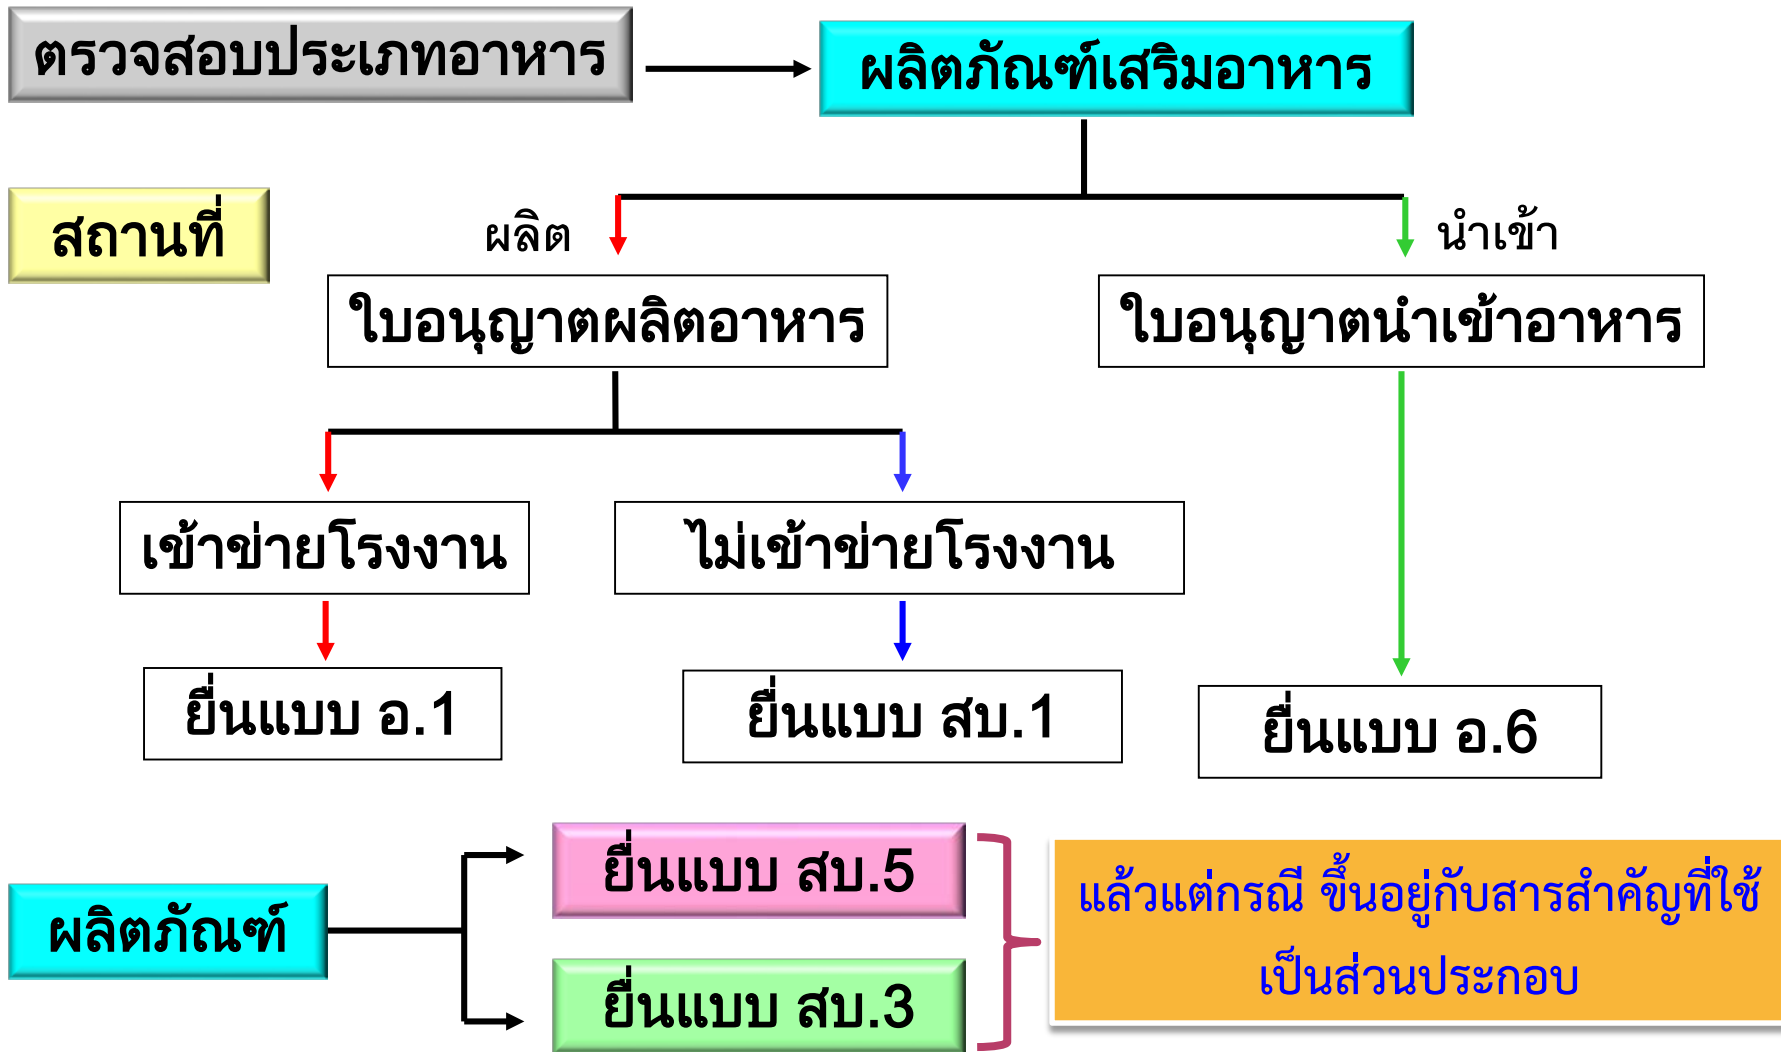 ตรวจสอบประเภทอาหาร
ผลิตภัณฑ์เสริมอาหาร
สถานที่
ผลิต
นำเข้า
ใบอนุญาตผลิตอาหาร
ใบอนุญาตนำเข้าอาหาร
เข้าข่ายโรงงาน
ไม่เข้าข่ายโรงงาน
ยื่นแบบ อ.1
ยื่นแบบ สบ.1
ยื่นแบบ อ.6
ผลิตภัณฑ์
ยื่นแบบ สบ.5
ยื่นแบบ สบ.3
แล้วแต่กรณี ขึ้นอยู่กับสารสำคัญที่ใช้
เป็นส่วนประกอบ